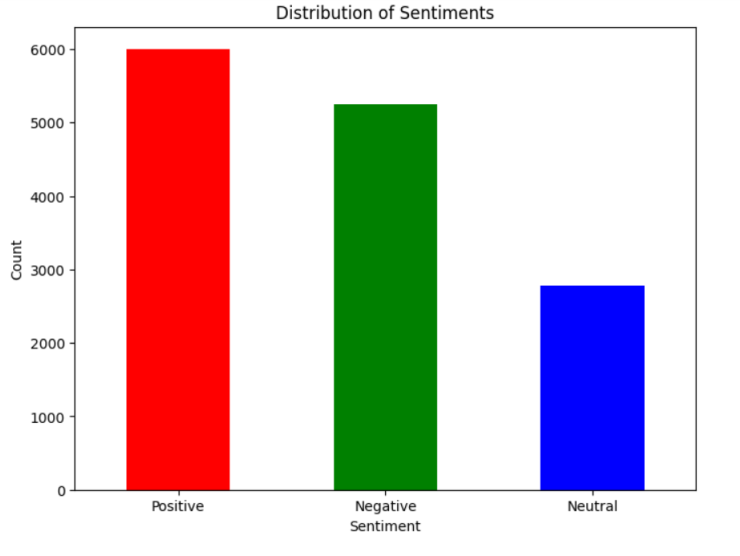 Distribution of Sentiments
6000
5000
4000
3000
2000
1000
0
Count
Positive Negative Neutral
Sentiment